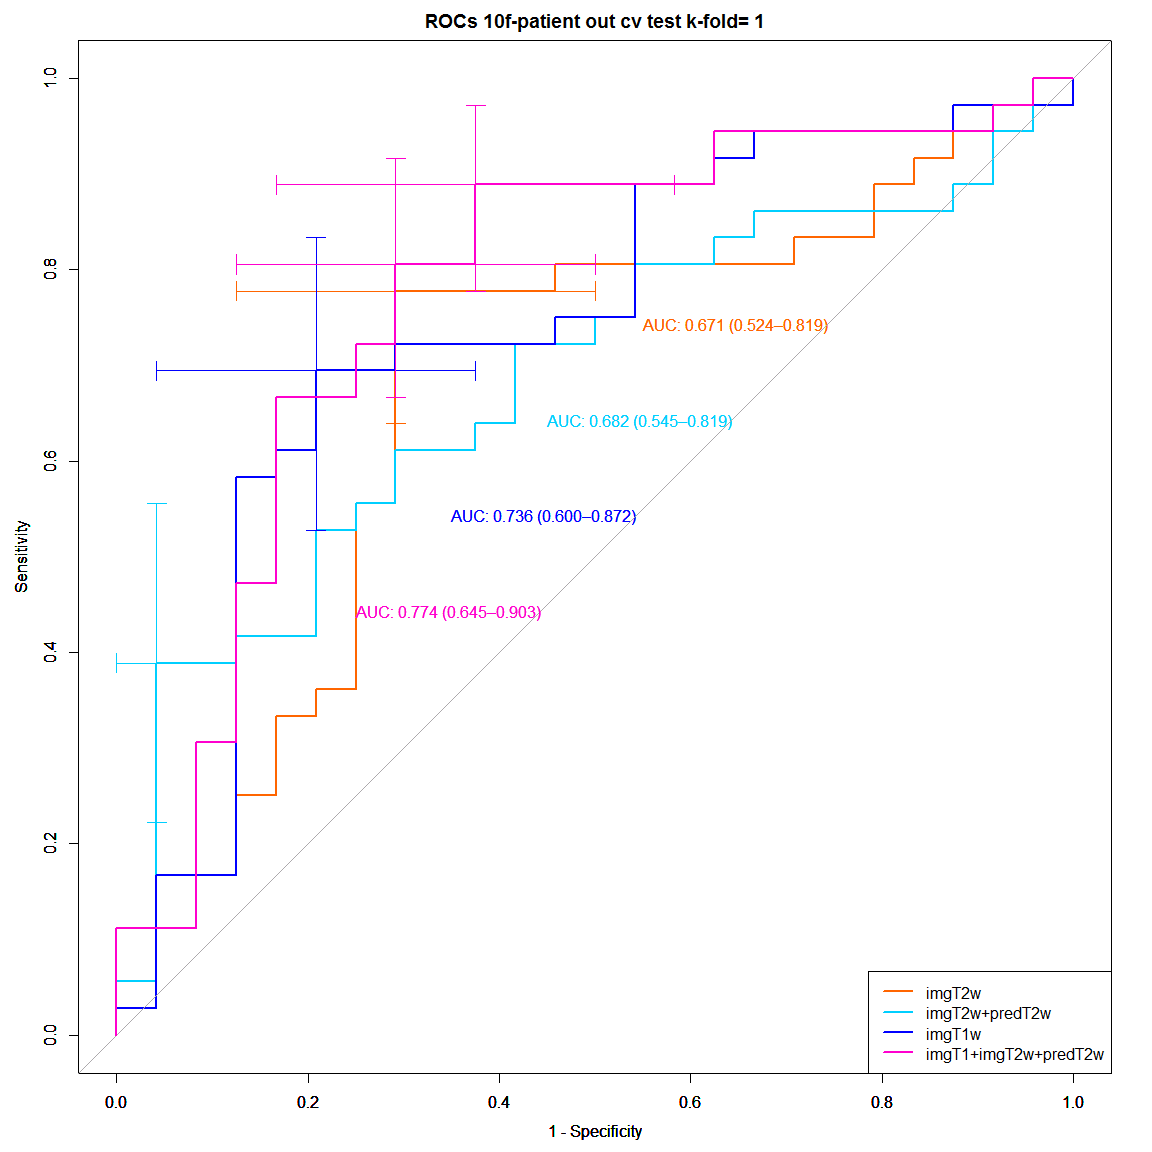 ROCs 10f-patient out cv test k-fold= 1
1.0
0.8
0.6
0.4
0.2
0.0
Sensitivity
AUC: 0.671 (0.524–0.819)
AUC: 0.682 (0.545–0.819)
AUC: 0.736 (0.600–0.872)
AUC: 0.774 (0.645–0.903)
imgT2w
imgT2w+predT2w
imgT1w
imgT1+imgT2w+predT2w
0.0 0.2 0.4 0.6 0.8 1.0
1 - Specificity